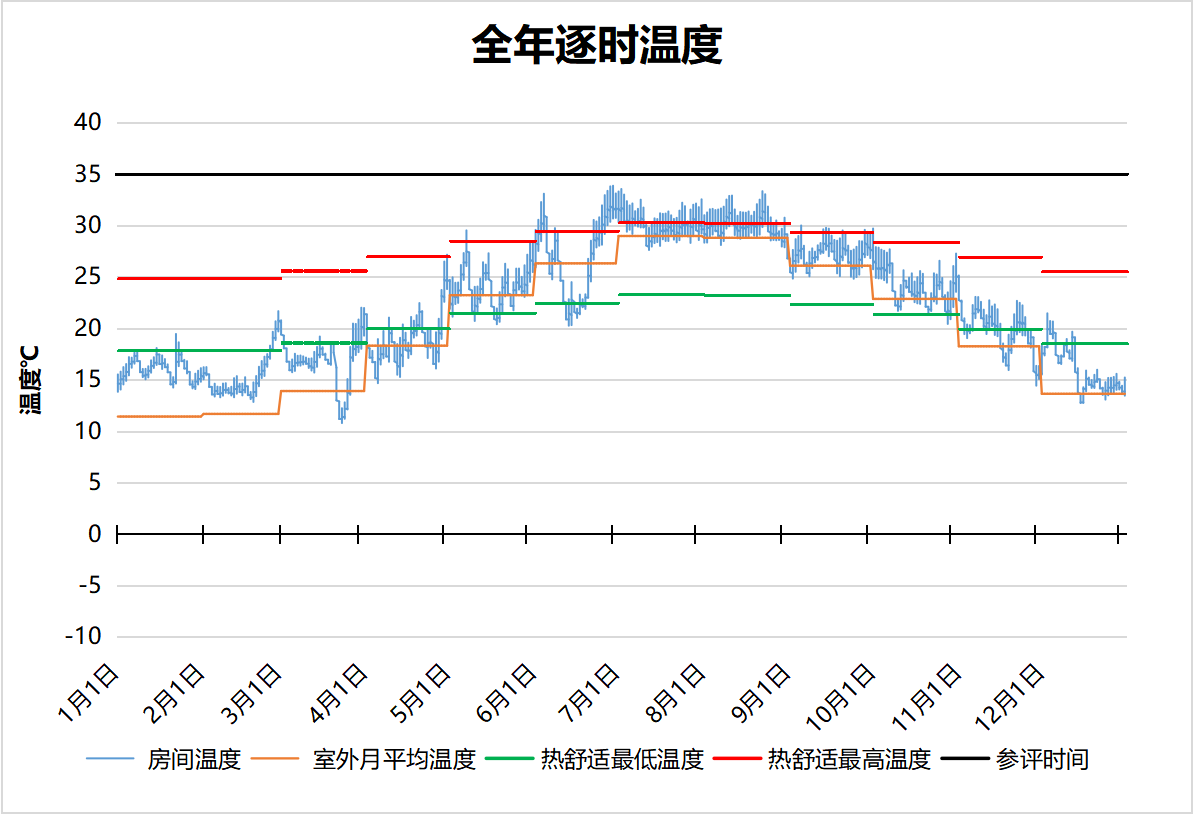 全年逐时温度
40
35
30
25
20
15
10
5
0
-5
-10
温度℃
1月1日
2月1日
3月1日
4月1日
5月1日
6月1日
7月1日
8月1日
9月1日
10月1日
11月1日
12月1日
房间温度 室外月平均温度 热舒适最低温度 热舒适最高温度 参评时间